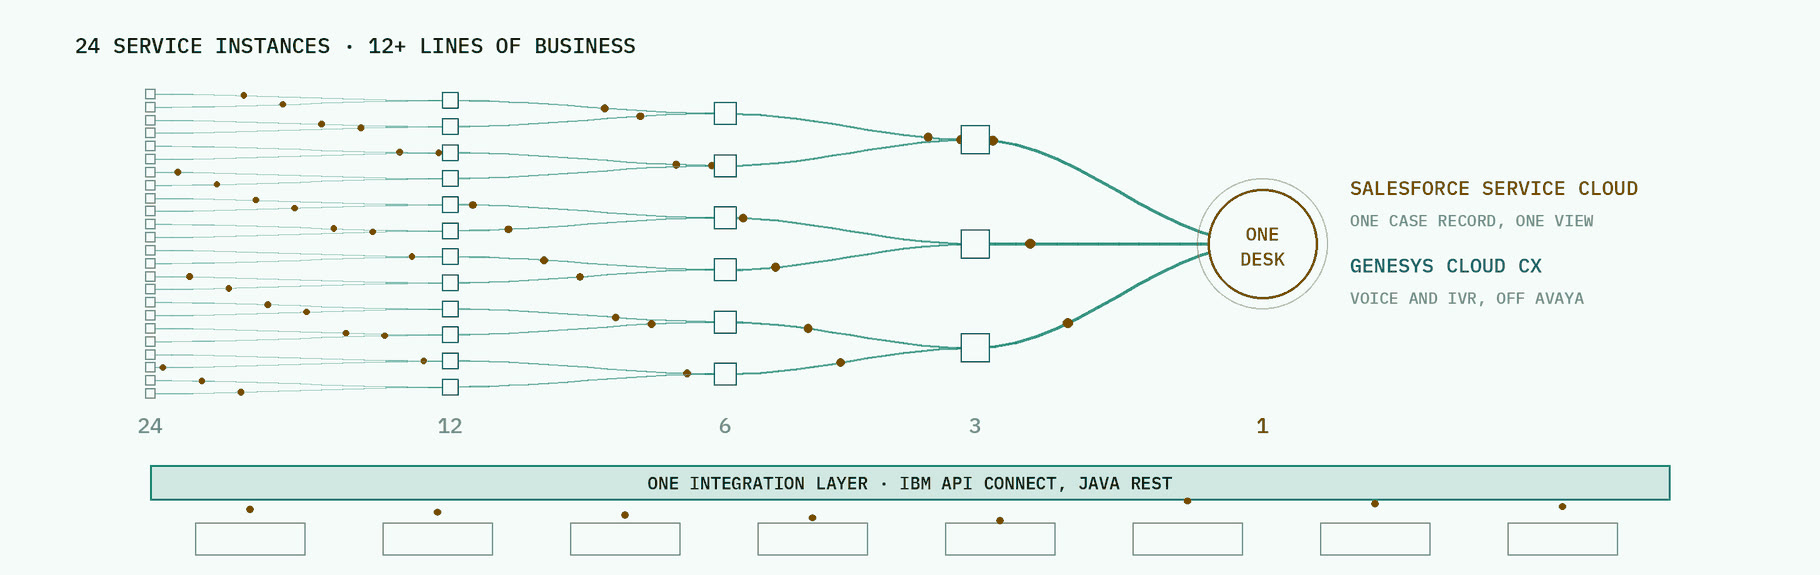 24 SERVICE INSTANCES · 12+ LINES OF BUSINESS
SALESFORCE SERVICE CLOUD
ONE CASE RECORD, ONE VIEW
ONE
DESK
GENESYS CLOUD CX
VOICE AND IVR, OFF AVAYA
24
12
6
3
1
ONE INTEGRATION LAYER · IBM API CONNECT, JAVA REST